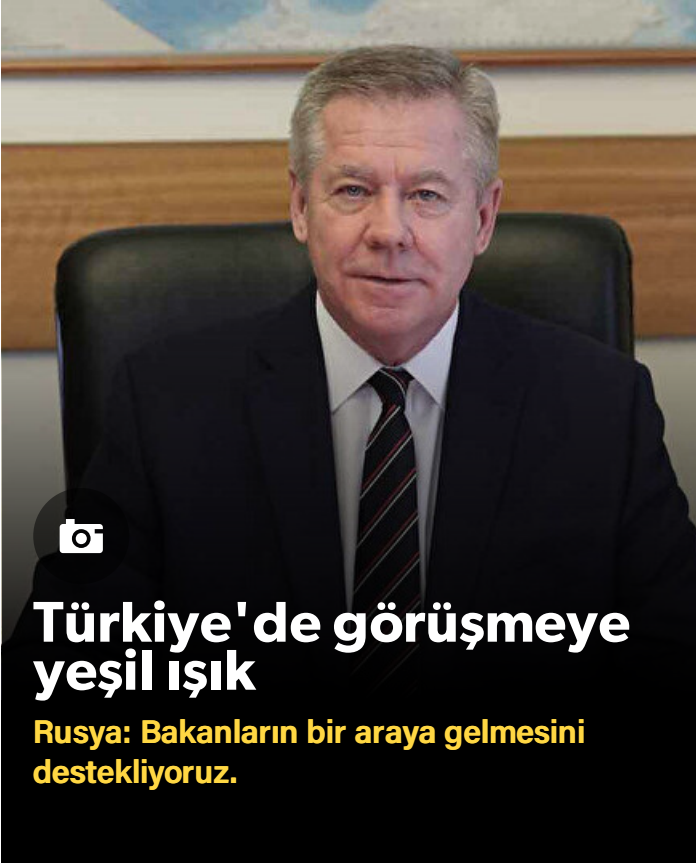 Türkiye'de görüşmeye
yeşil ışık
Rusya: Bakanların bir araya gelmesini
destekliyoruz.